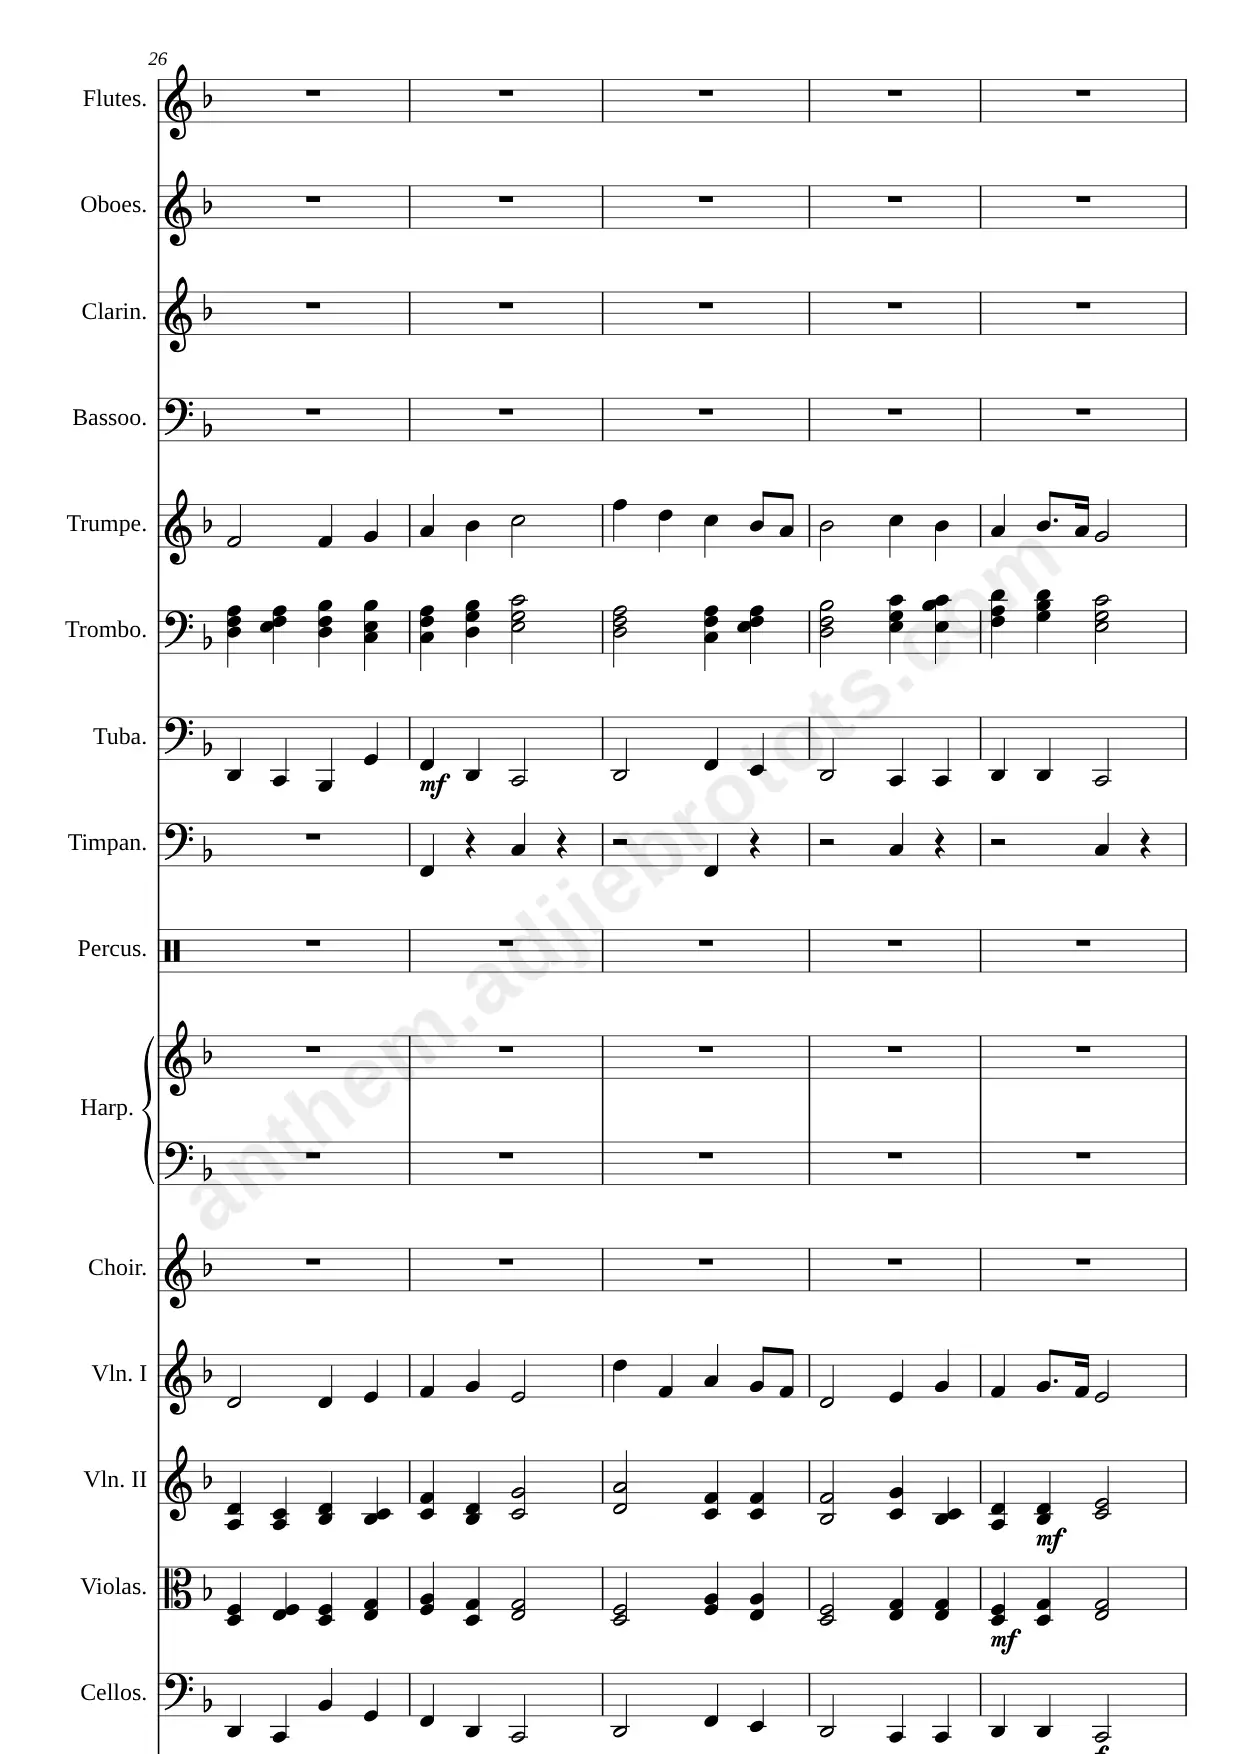 26
Flutes.
Oboes.
Clarin.
Bassoo.
Trumpe.
Trombo.
Tuba.
mf
Timpan.
Percus.
Harp.
Choir.
Vln. I
Vln. II
mf
Violas.
mf
Cellos.
f
anthem.adjiebrotots.com